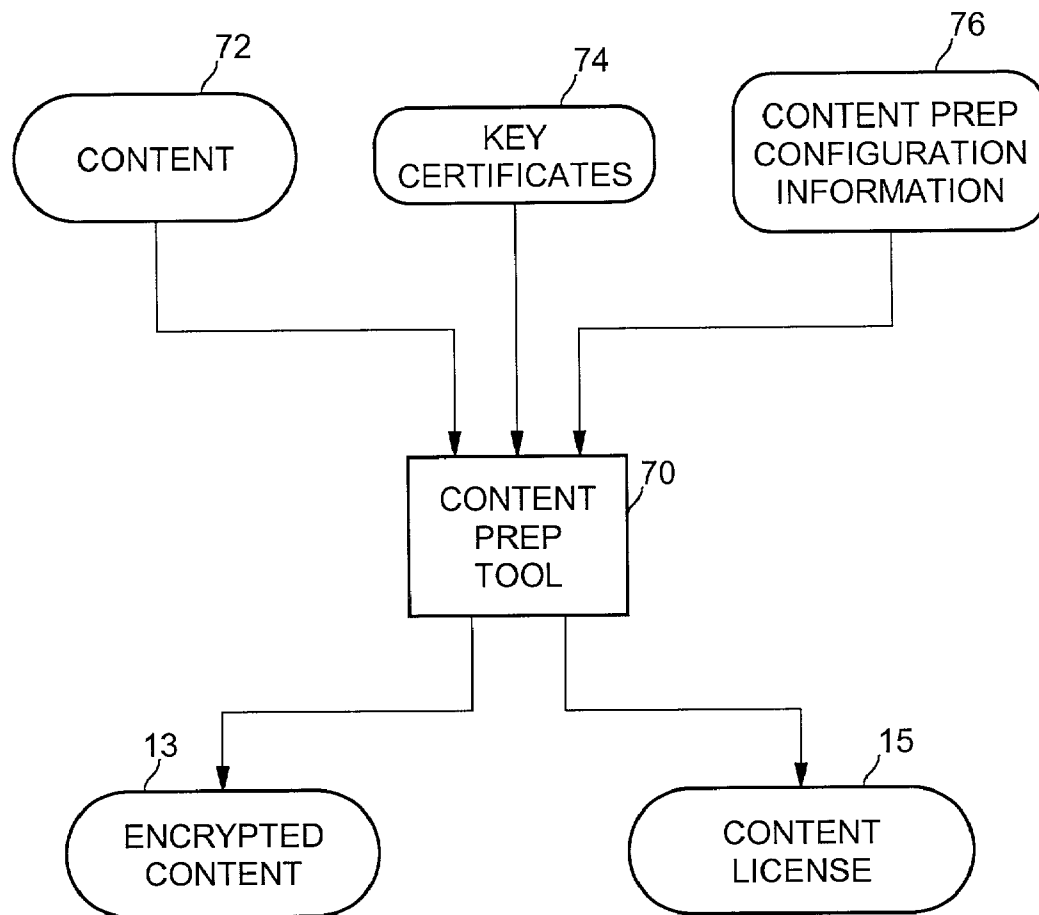 72
CONTENT
74
KEY
CERTIFICATES
76
CONTENT PREP
CONFIGURATION
INFORMATION
70
CONTENT
PREP
TOOL
13
ENCRYPTED
CONTENT
15
CONTENT
LICENSE